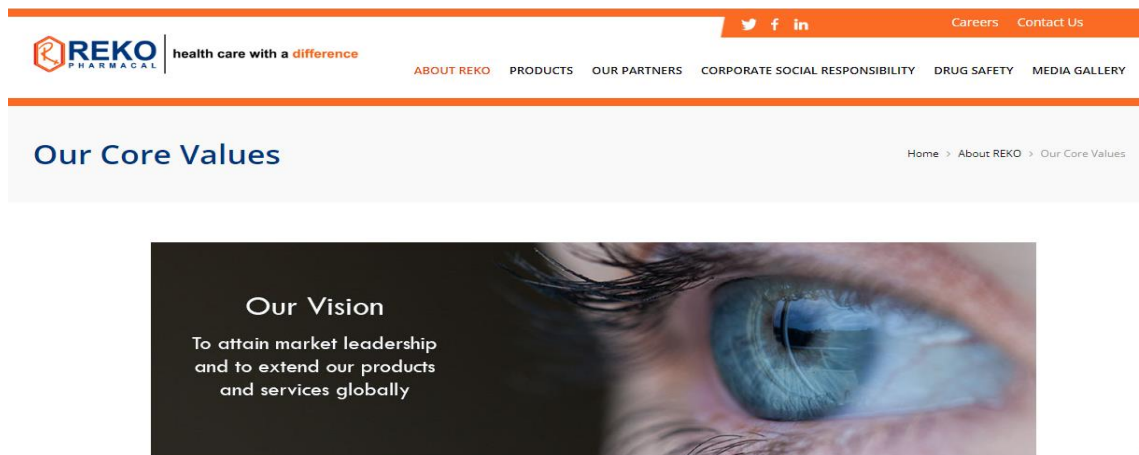 Careers Contact Us
REKO
PHARMACAL
health care with a difference
ABOUT REKO PRODUCTS OUR PARTNERS CORPORATE SOCIAL RESPONSIBILITY DRUG SAFETY MEDIA GALLERY
Our Core Values
Home > About REKO > Our Core Values
Our Vision
To attain market leadership
and to extend our products
and services globally